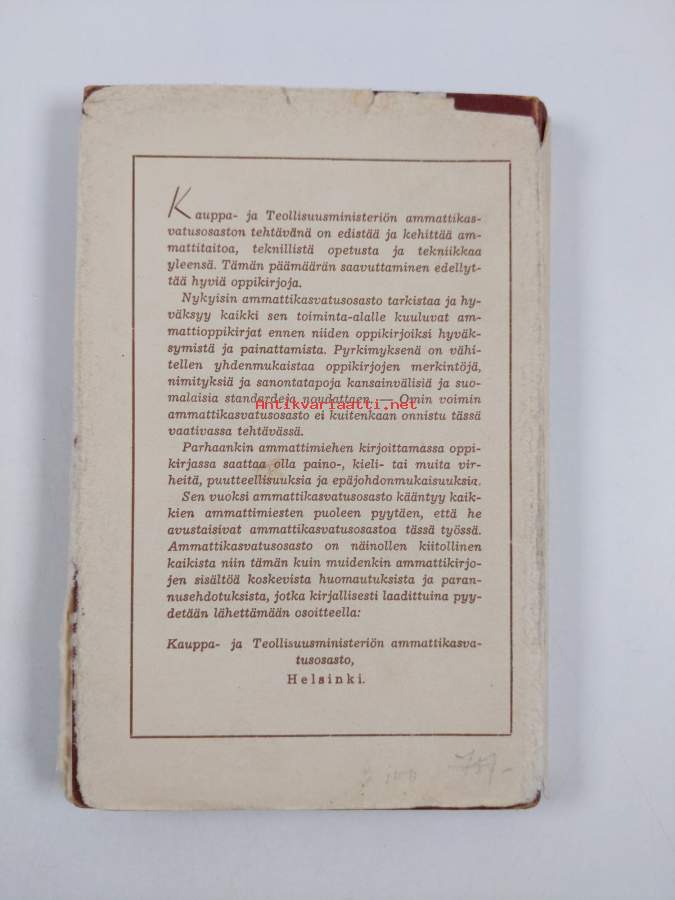 Kauppa- ja Teollisuusministeriön ammattikas-
vatusosaston tehtävänä on edistää ja kehittää am-
mattitaitoa, teknillistä opetusta ja tekniikkaa
yleensä. Tämän päämäärän saavuttaminen edellyt-
tää hyviä oppikirjoja.
Nykyisin ammattikasvatusosasto tarkistaa ja hy-
väksyy kaikki sen toiminta-alalle kuuluvat am-
mattioppikirjat ennen niiden oppikirjoiksi hyväk-
symistä ja painattamista. Pyrkimyksenä on vähi-
tellen yhdenmukaistaa oppikirjojen merkintöjä,
nimityksiä ja sanontatapoja kansainvälisiä ja suo-
malaisia standardeja noudattaen. — Omin voimin
Antikvariaatti.net
ammattikasvatusosasto ei kuitenkaan onnistu tässä
vaativassa tehtävässä.
Parhaankin ammattimiehen kirjoittamassa oppi-
kirjassa saattaa olla paino-, kieli- tai muita vir-
heitä, puutteellisuuksia ja epäjohdonmukaisuuksia.
Sen vuoksi ammattikasvatusosasto kääntyy kaik-
kien ammattimiesten puoleen pyytäen, että he
avustaisivat ammattikasvatusosastoa tässä työssä.
Ammattikasvatusosasto on näinollen kiitollinen
kaikista niin tämän kuin muidenkin ammattikirjo-
jen sisältöä koskevista huomautuksista ja paran-
nusehdotuksista, jotka kirjallisesti laadittuina pyy-
detään lähettämään osoitteella:
Kauppa- ja Teollisuusministeriön ammattikasva-
tusosasto,
Helsinki.